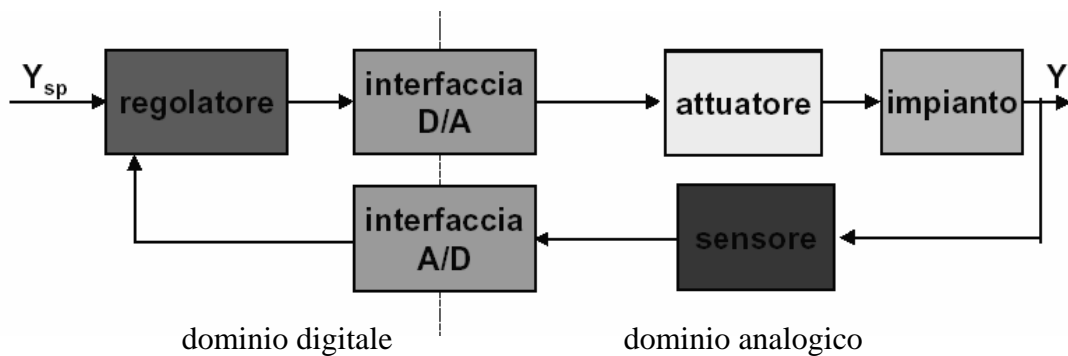 Y_sp
regolatore
interfaccia
D/A
attuatore
impianto
Y
interfaccia
A/D
sensore
dominio digitale
dominio analogico